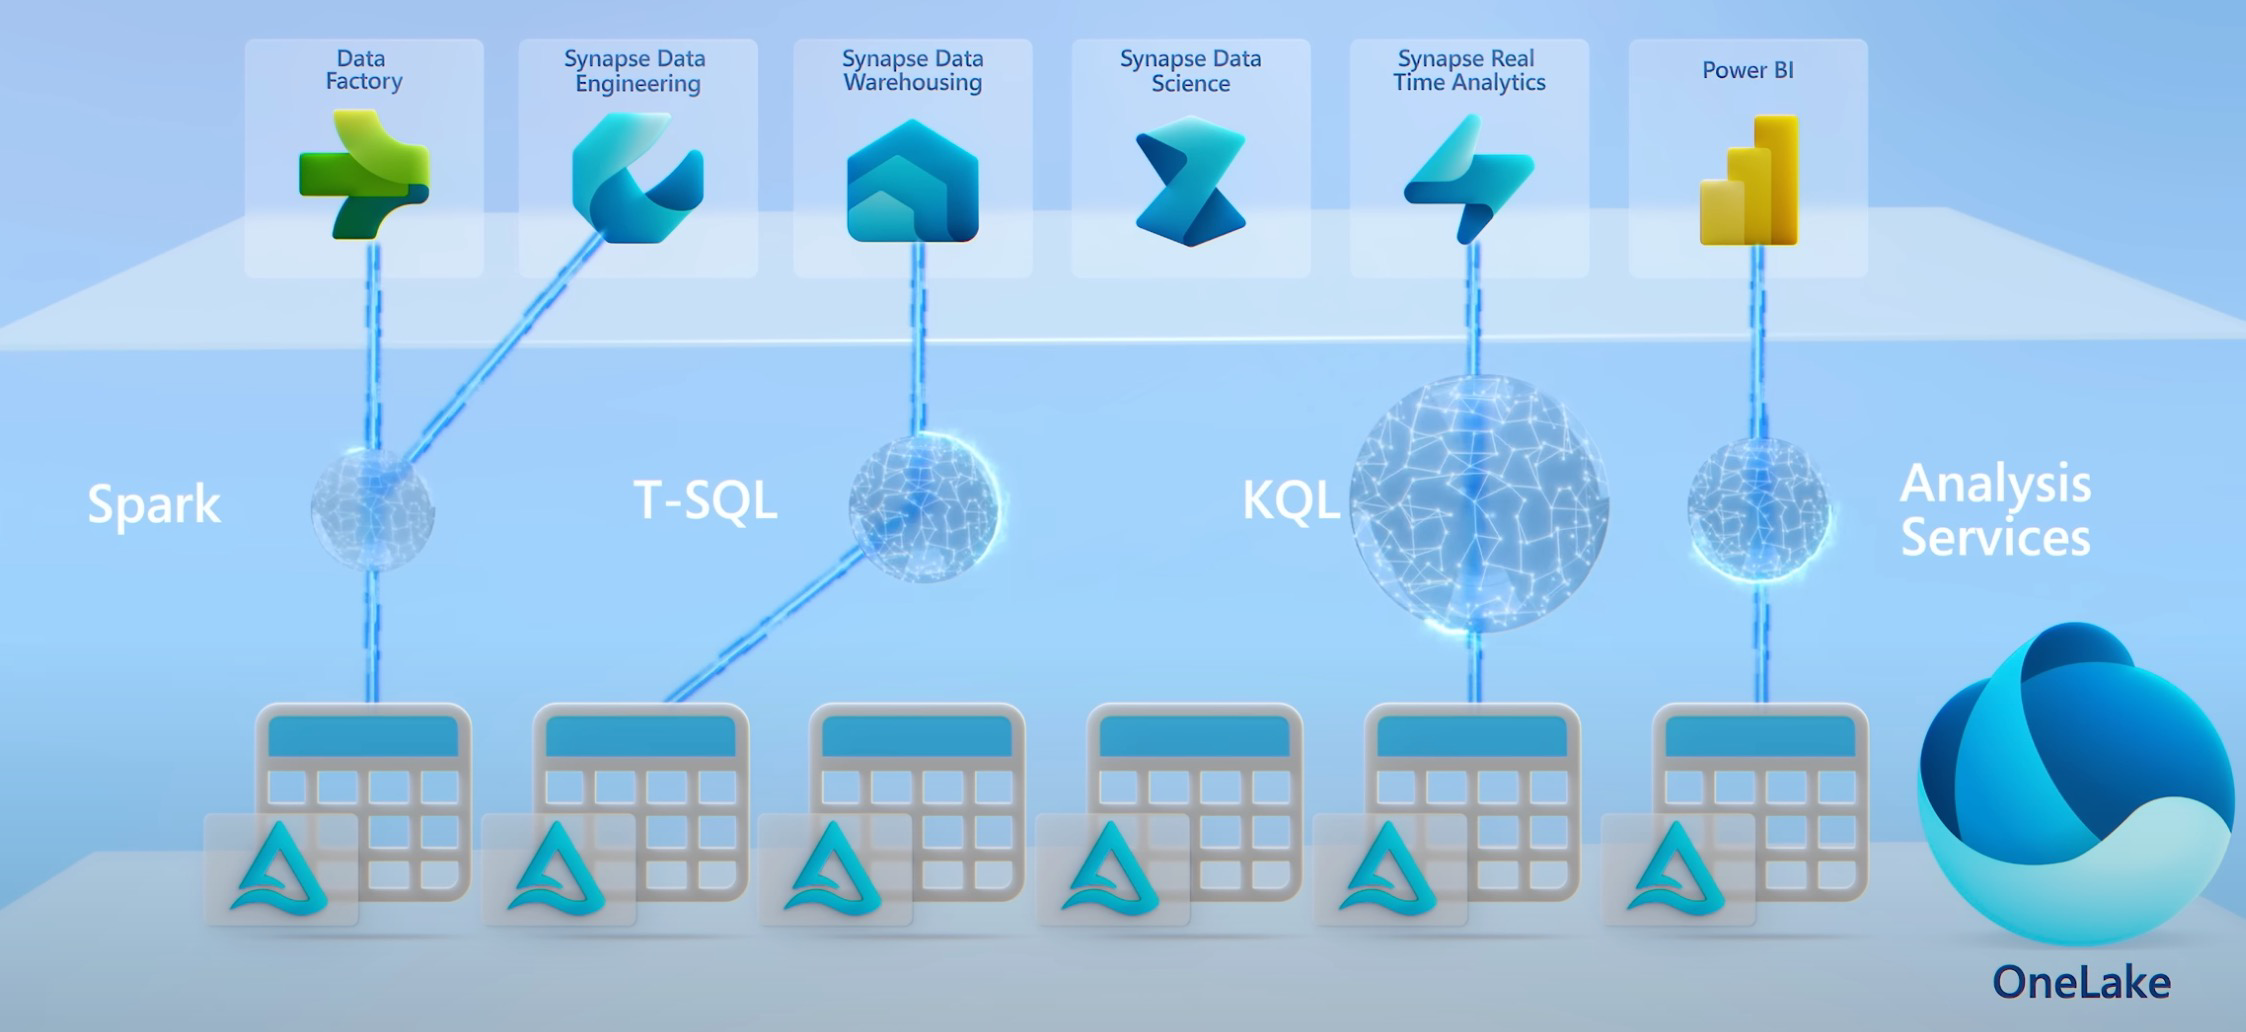 Data
Factory
Synapse Data
Engineering
Synapse Data
Warehousing
Synapse Data
Science
Synapse Real
Time Analytics
Power BI
Spark
T-SQL
KQL
Analysis
Services
OneLake